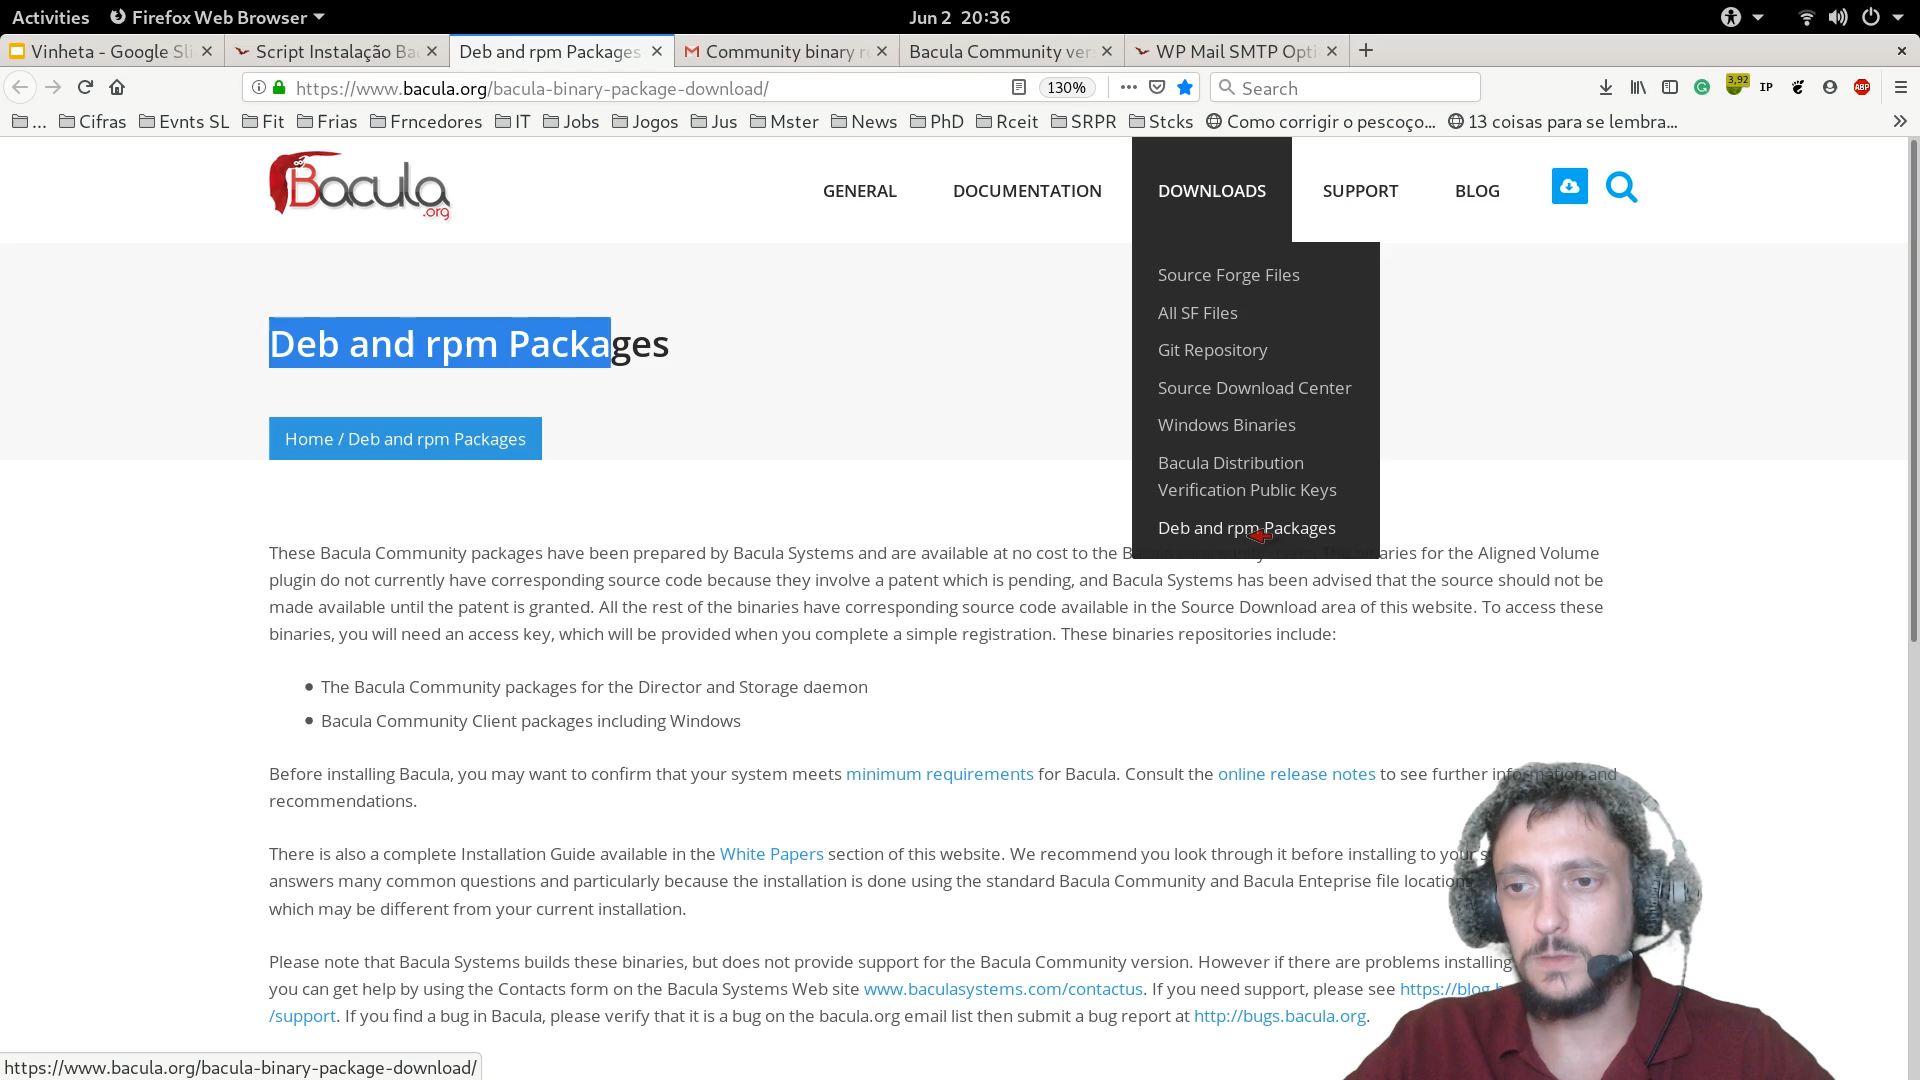 Activities Firefox Web Browser Jun 2 20:36
Vinheta - Google Sli Script Instalação Ba Deb and rpm Packages Community binary r Bacula Community ver WP Mail SMTP Opti
https://www.bacula.org/bacula-binary-package-download/ 130% Search 3,92 IP ABP
... Cifras Evnts SL Fit Frias Frncedores IT Jobs Jogos Jus Mster News PhD Rceit SRPR Stcks Como corrigir o pescoço... 13 coisas para se lembra...
Bacula .org
GENERAL DOCUMENTATION DOWNLOADS SUPPORT BLOG
Source Forge Files
All SF Files
Git Repository
Source Download Center
Windows Binaries
Bacula Distribution
Verification Public Keys
Deb and rpm Packages
Deb and rpm Packages
Home / Deb and rpm Packages
These Bacula Community packages have been prepared by Bacula Systems and are available at no cost to the for the Aligned Volume
plugin do not currently have corresponding source code because they involve a patent which is pending, and Bacula Systems has been advised that the source should not be
made available until the patent is granted. All the rest of the binaries have corresponding source code available in the Source Download area of this website. To access these
binaries, you will need an access key, which will be provided when you complete a simple registration. These binaries repositories include:
The Bacula Community packages for the Director and Storage daemon
Bacula Community Client packages including Windows
Before installing Bacula, you may want to confirm that your system meets minimum requirements for Bacula. Consult the online release notes to see further information and
recommendations.
There is also a complete Installation Guide available in the White Papers section of this website. We recommend you look through it before installing to your
answers many common questions and particularly because the installation is done using the standard Bacula Community and Bacula Enteprise file locations
which may be different from your current installation.
Please note that Bacula Systems builds these binaries, but does not provide support for the Bacula Community version. However if there are problems installing
you can get help by using the Contacts form on the Bacula Systems Web site www.baculasystems.com/contactus. If you need support, please see https://blog.b
/support. If you find a bug in Bacula, please verify that it is a bug on the bacula.org email list then submit a bug report at http://bugs.bacula.org.
https://www.bacula.org/bacula-binary-package-download/